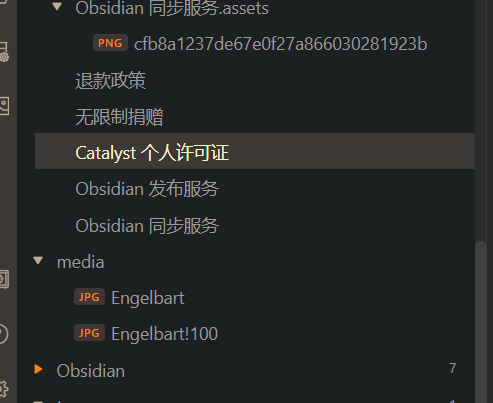 Obsidian 同步服务.assets
PNG cfb8a1237de67e0f27a866030281923b
退款政策
无限制捐赠
Catalyst 个人许可证
Obsidian 发布服务
Obsidian 同步服务
media
JPG Engelbart
JPG Engelbart!100
Obsidian 7